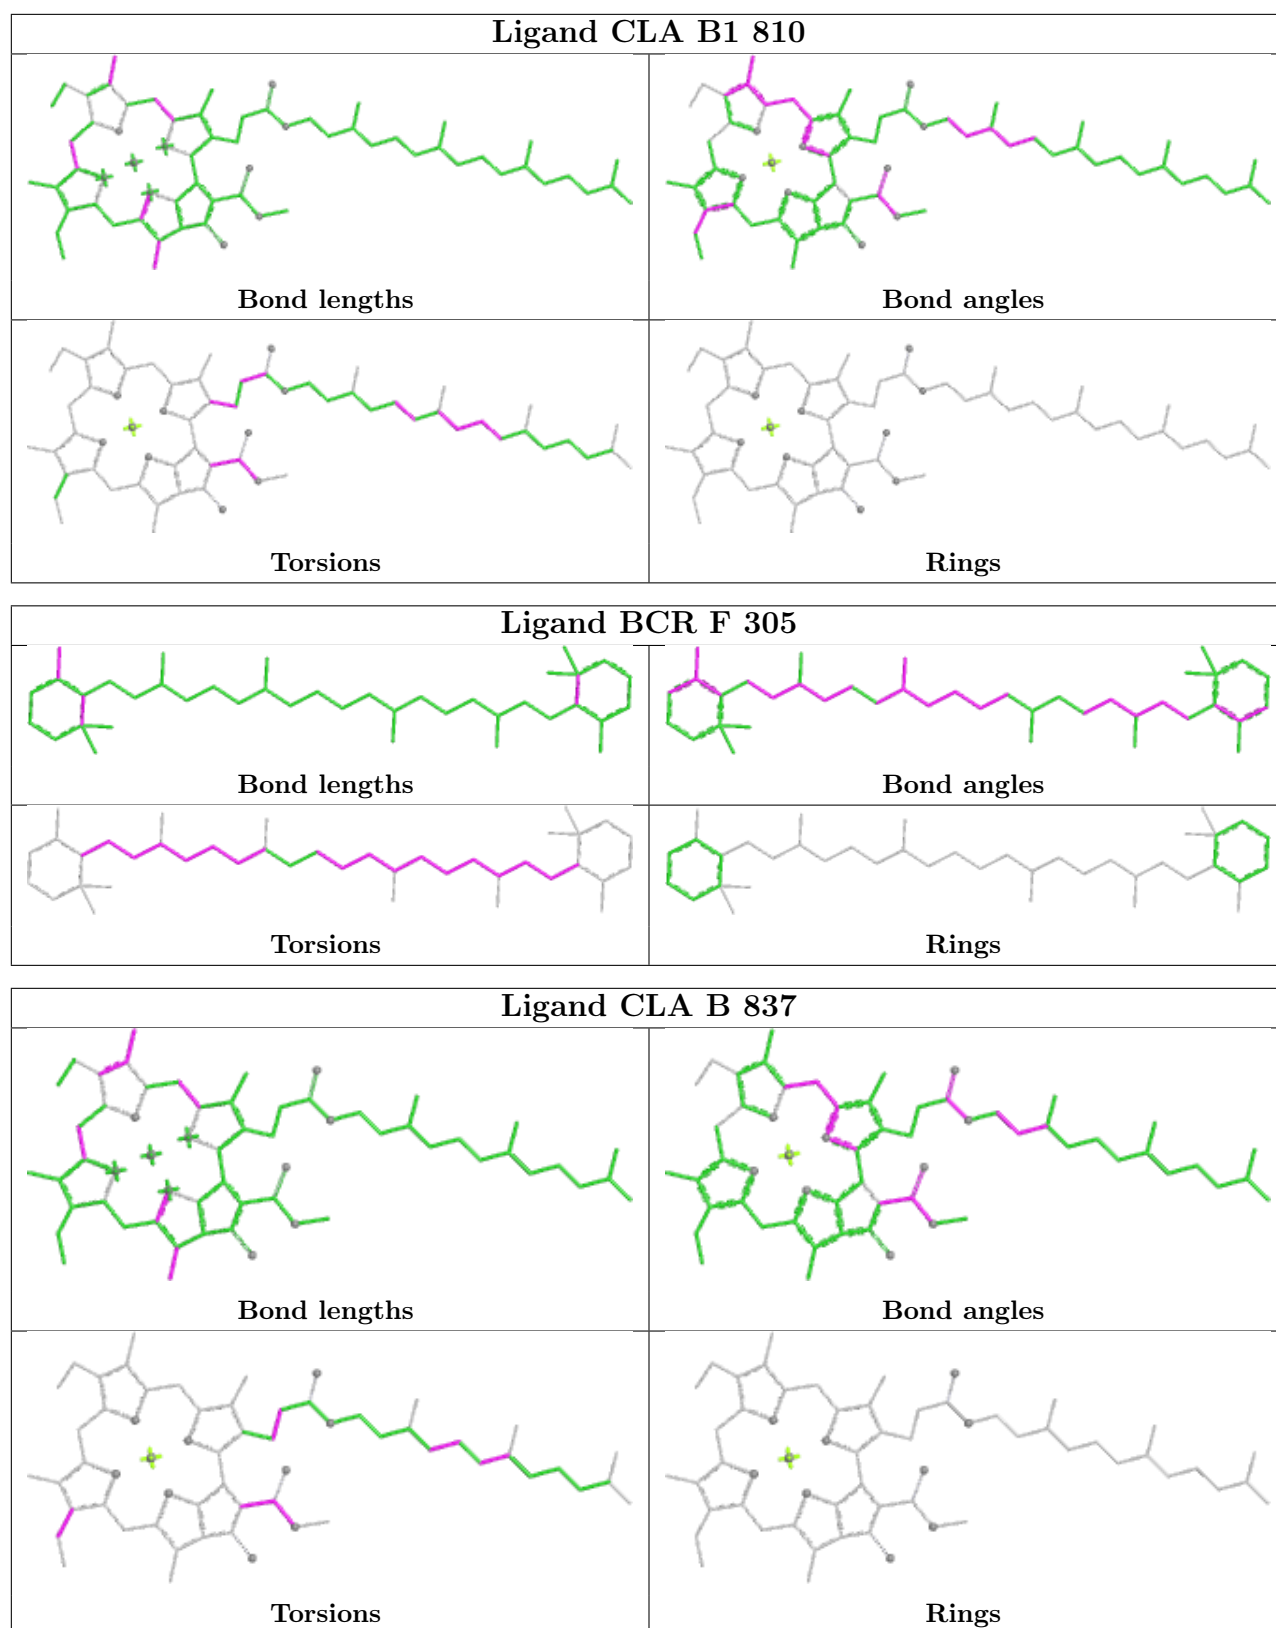 Ligand CLA B1 810
Bond lengths
Bond angles
Torsions
Rings
Ligand BCR F 305
Bond lengths
Bond angles
Torsions
Rings
Ligand CLA B 837
Bond lengths
Bond angles
Torsions
Rings